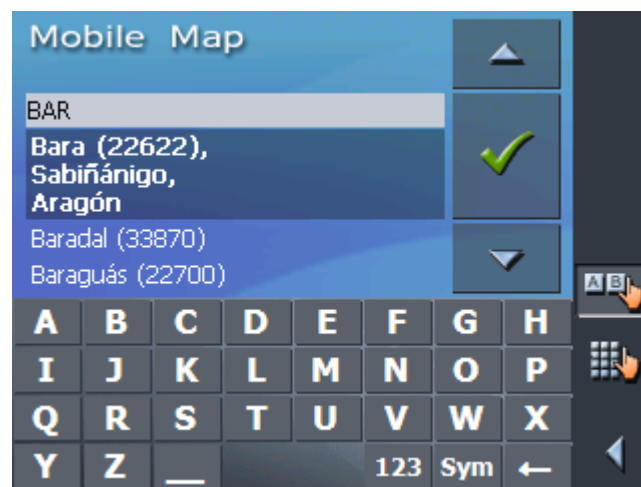 Mobile Map
BAR
Bara (22622),
Sabiñánigo,
Aragón
Baradal (33870)
Baraguás (22700)
A B C D E F G H
I J K L M N O P
Q R S T U V W X
Y Z _ 123 Sym ←
A B